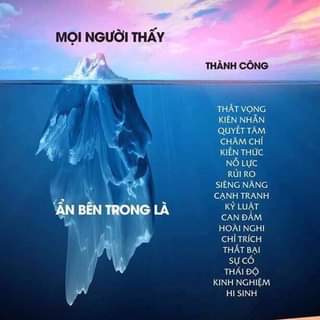 MỌI NGƯỜI THẤY
THÀNH CÔNG
ẨN BÊN TRONG LÀ
THẤT VỌNG
KIÊN NHẪN
QUYẾT TÂM
CHĂM CHỈ
KIẾN THỨC
NỖ LỰC
RỦI RO
SIÊNG NĂNG
CẠNH TRANH
KỶ LUẬT
CAN ĐẢM
HOÀI NGHI
CHỈ TRÍCH
THẤT BẠI
SỰ CỐ
THÁI ĐỘ
KINH NGHIỆM
HI SINH